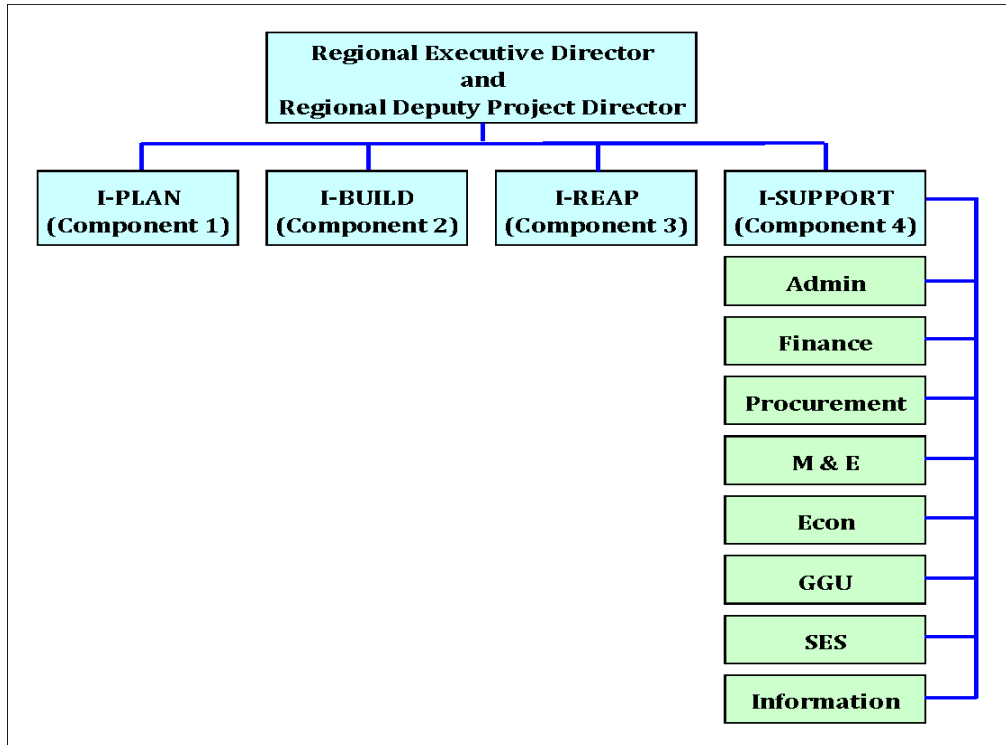 Regional Executive Director
and
Regional Deputy Project Director
I-PLAN
(Component 1)
I-BUILD
(Component 2)
I-REAP
(Component 3)
I-SUPPORT
(Component 4)
Admin
Finance
Procurement
M & E
Econ
GGU
SES
Information